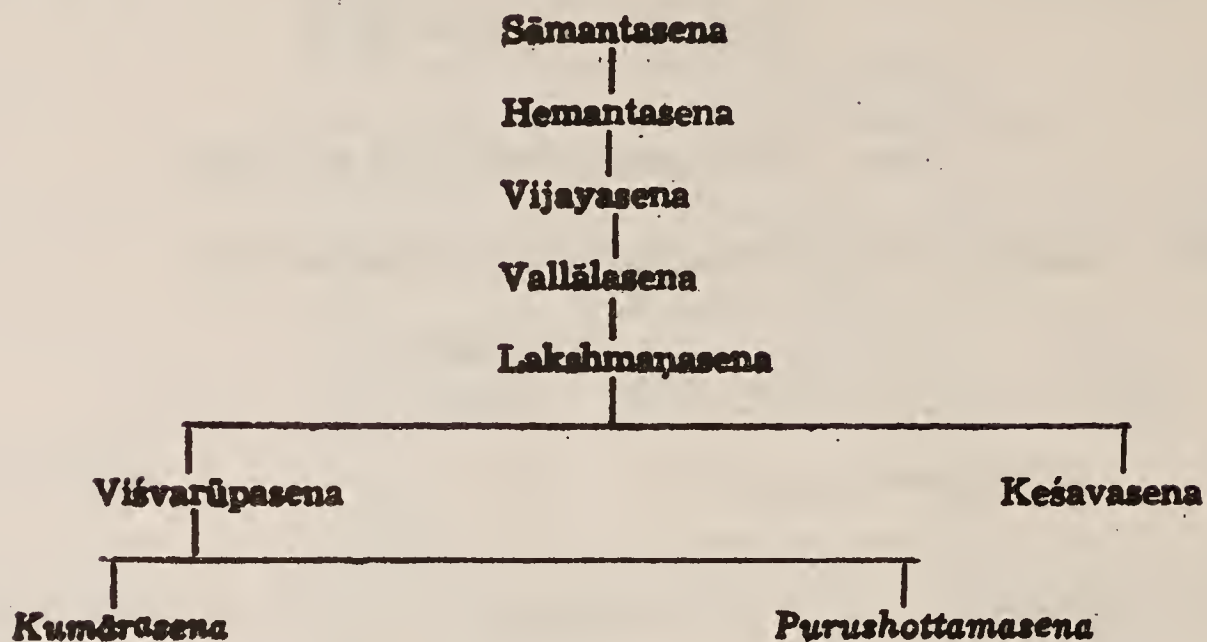 Sāmantasena
Hemantasena
Vijayasena
Vallālasena
Lakshmaṇasena
Viśvarūpasena Keśavasena
Kumārasena Purushottamasena